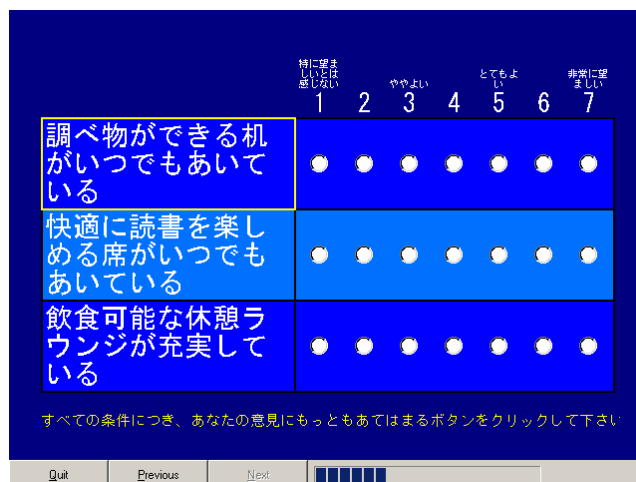 特に望ま
しいとは
感じない
ややよい
とてもよ
い
非常に望
ましい
1 2 3 4 5 6 7
調べ物ができる机
がいつでもあいて
いる
快適に読書を楽し
める席がいつでも
あいている
飲食可能な休憩ラ
ウンジが充実して
いる
すべての条件につき、あなたの意見にもっともあてはまるボタンをクリックして下さい
Quit Previous Next